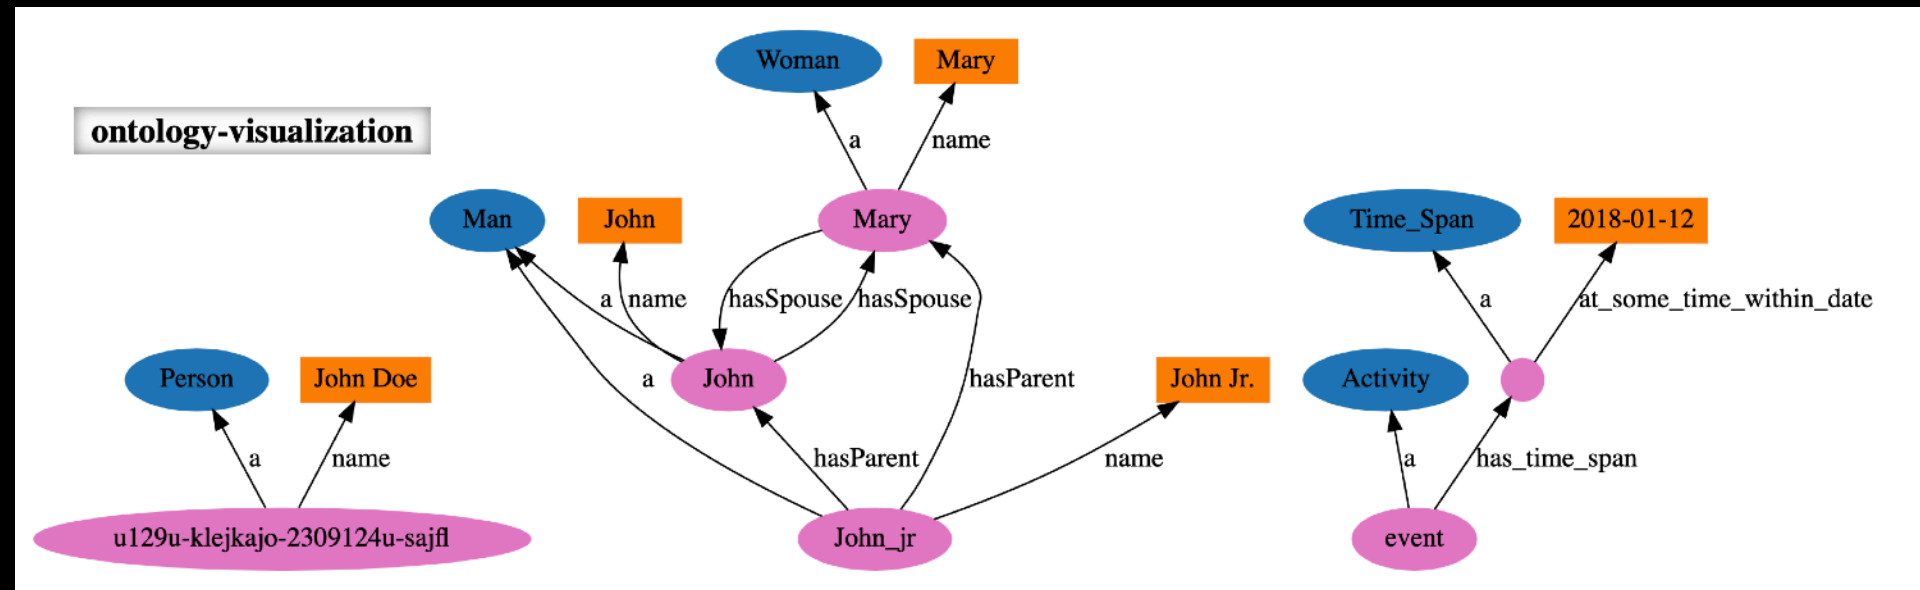 Woman
Mary
ontology-visualization
a
name
Man
John
Mary
Time_Span
2018-01-12
a
name
hasSpouse
hasSpouse
a
at_some_time_within_date
Person
John Doe
a
John
hasParent
John Jr.
Activity
a
name
hasParent
name
a
has_time_span
u129u-klejkajo-2309124u-sajfl
John_jr
event